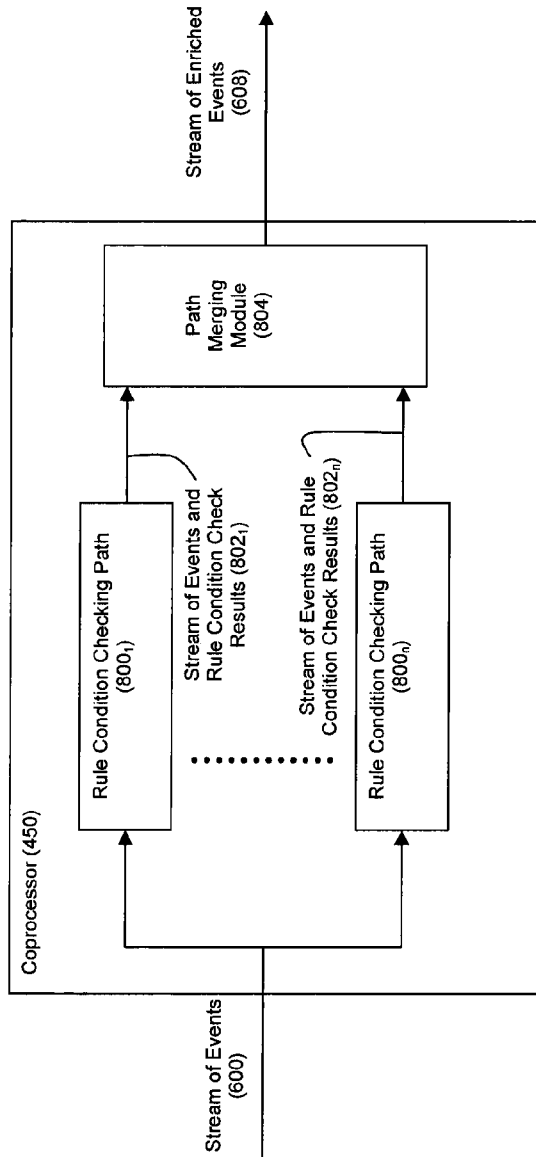 Coprocessor (450)
Stream of Events
(600)
Rule Condition Checking Path
(800₁)
Stream of Events and
Rule Condition Check
Results (802₁)
Stream of Events and Rule
Condition Check Results (802ₙ)
Rule Condition Checking Path
(800ₙ)
Path
Merging
Module
(804)
Stream of Enriched
Events
(608)